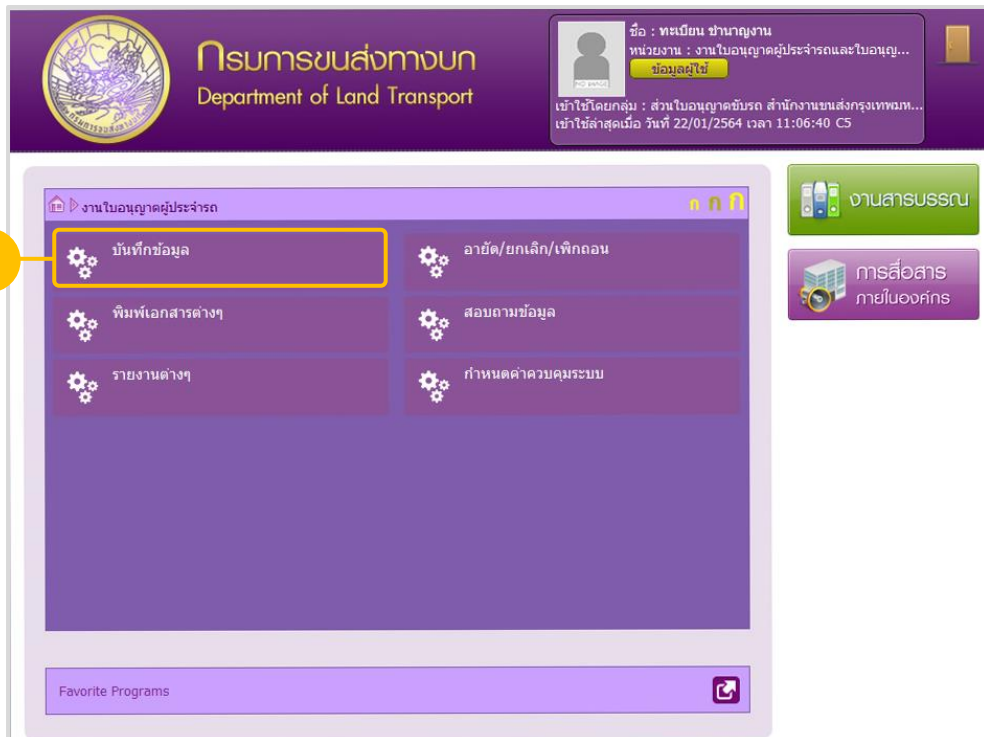 กรมการขนส่งทางบก
Department of Land Transport
ชื่อ : ทะเบียน ชำนาญงาน
หน่วยงาน : งานใบอนุญาตผู้ประจำรถและใบอนุญ...
ข้อมูลผู้ใช้
NO IMAGE
เข้าใช้โดยกลุ่ม : ส่วนใบอนุญาตขับรถ สำนักงานขนส่งกรุงเทพมห...
เข้าใช้ล่าสุดเมื่อ วันที่ 22/01/2564 เวลา 11:06:40 C5
งานใบอนุญาตผู้ประจำรถ
ก ก ก
บันทึกข้อมูล
อายัด/ยกเลิก/เพิกถอน
พิมพ์เอกสารต่างๆ
สอบถามข้อมูล
รายงานต่างๆ
กำหนดค่าควบคุมระบบ
งานสารบรรณ
การสื่อสาร
ภายในองค์กร
Favorite Programs